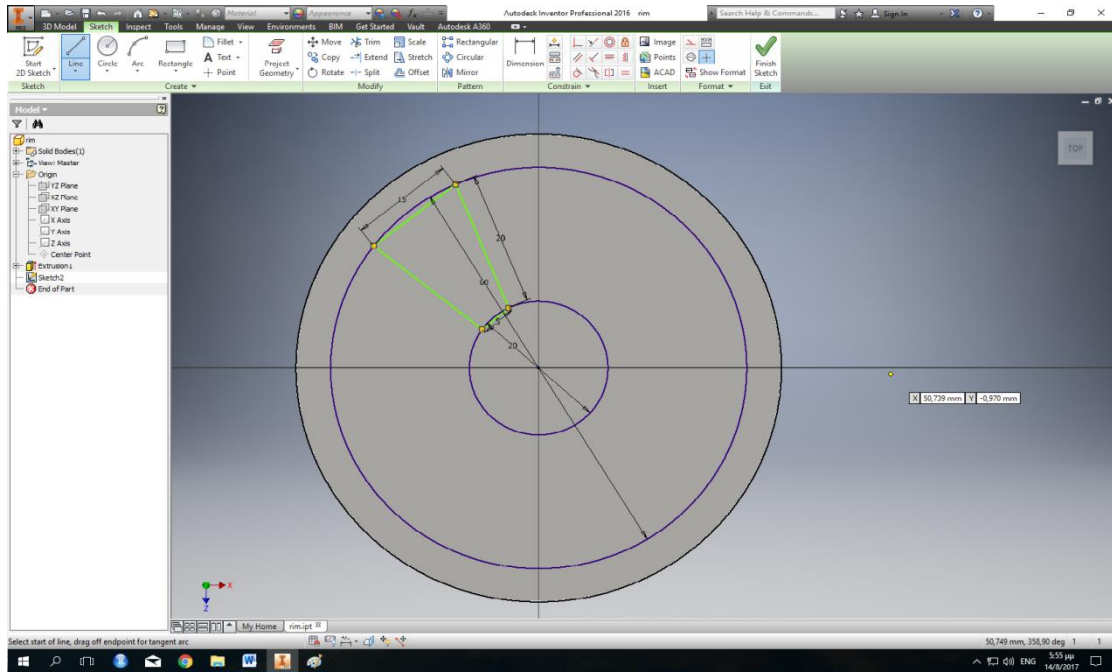 Material Appearance Autodesk Inventor Professional 2016 rim Search Help & Commands... Sign In
PRO 3D Model Sketch Inspect Tools Manage View Environments BIM Get Started Vault Autodesk A360
Start 2D Sketch Line Circle Arc Rectangle Fillet Text Point Project Geometry Move Copy Rotate Trim Extend Split Scale Stretch Offset Rectangular Circular Mirror Dimension Image Points ACAD Show Format Finish Sketch
Sketch Create Modify Pattern Constrain Insert Format Exit
Model
rim
Solid Bodies(1)
View: Master
Origin
YZ Plane
XZ Plane
XY Plane
X Axis
Y Axis
Z Axis
Center Point
Extrusion1
Sketch2
End of Part
TOP
15
20
60
5
20
X 50,739 mm Y -0,970 mm
X
Z
My Home rim.ipt
Select start of line, drag off endpoint for tangent arc 50,749 mm, 358,90 deg 1 1
ENG 5:55 μμ
14/8/2017